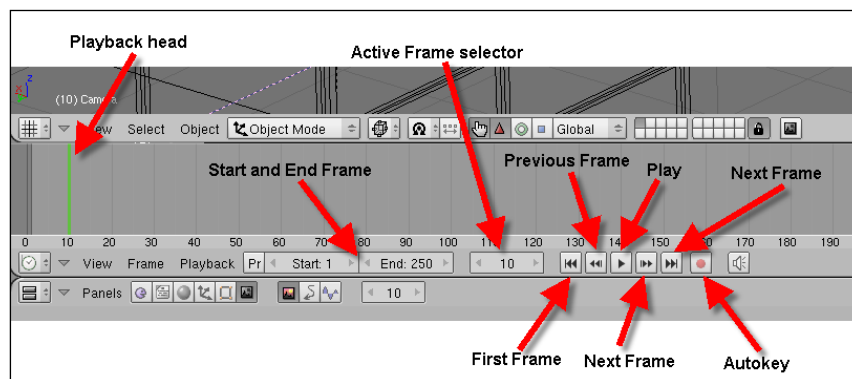 Playback head
Active Frame selector
z
x
(10) Camera
View Select Object Object Mode Global
Start and End Frame
Previous Frame
Play
Next Frame
0 10 20 30 40 50 60 70 80 90 100 110 120 130 140 150 160 170 180 190
View Frame Playback Pr Start: 1 End: 250 10
Panels 10
First Frame
Next Frame
Autokey